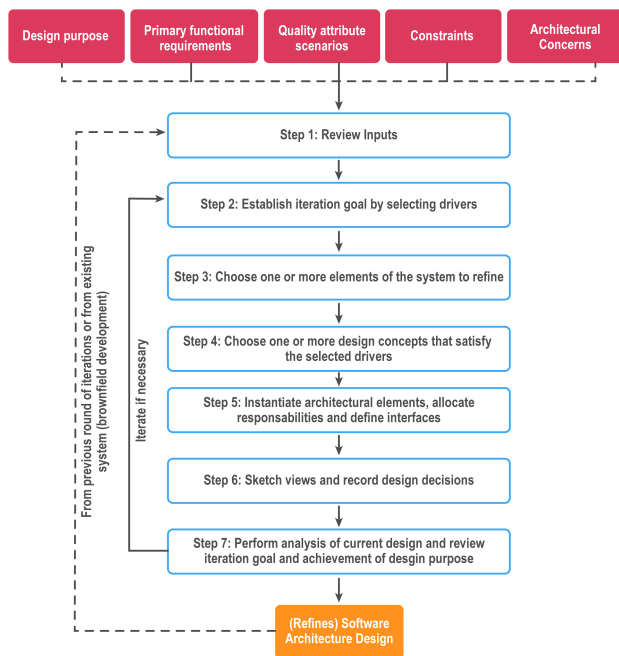 Design purpose
Primary functional
requirements
Quality attribute
scenarios
Constraints
Architectural
Concerns
Step 1: Review Inputs
Step 2: Establish iteration goal by selecting drivers
Step 3: Choose one or more elements of the system to refine
Step 4: Choose one or more design concepts that satisfy
the selected drivers
Step 5: Instantiate architectural elements, allocate
responsabilities and define interfaces
Step 6: Sketch views and record design decisions
Step 7: Perform analysis of current design and review
iteration goal and achievement of desgin purpose
From previous round of iterations or from existing
system (brownfield development)
Iterate if necessary
(Refines) Software
Architecture Design